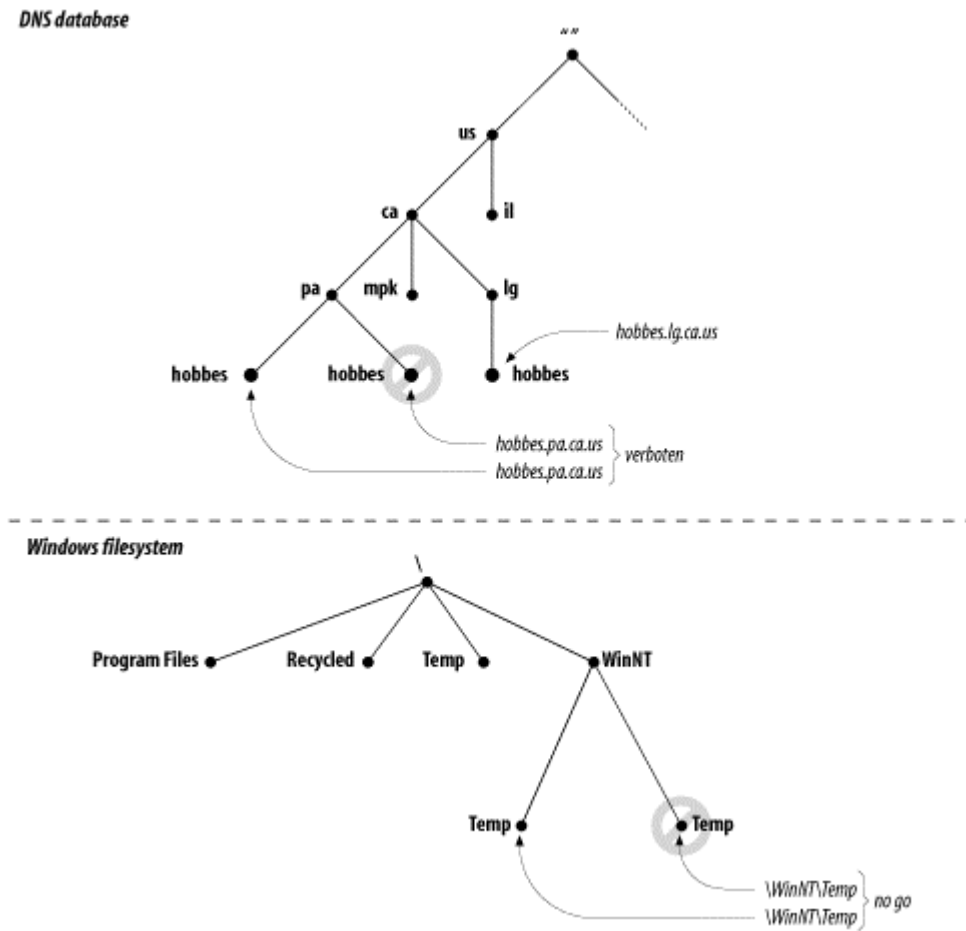 DNS database
“ ”
us
ca
il
pa
mpk
lg
hobbes.lg.ca.us
hobbes
hobbes
hobbes
hobbes.pa.ca.us
hobbes.pa.ca.us
verboten
Windows filesystem
\
Program Files
Recycled
Temp
WinNT
Temp
Temp
\WinNT\Temp
\WinNT\Temp
no go